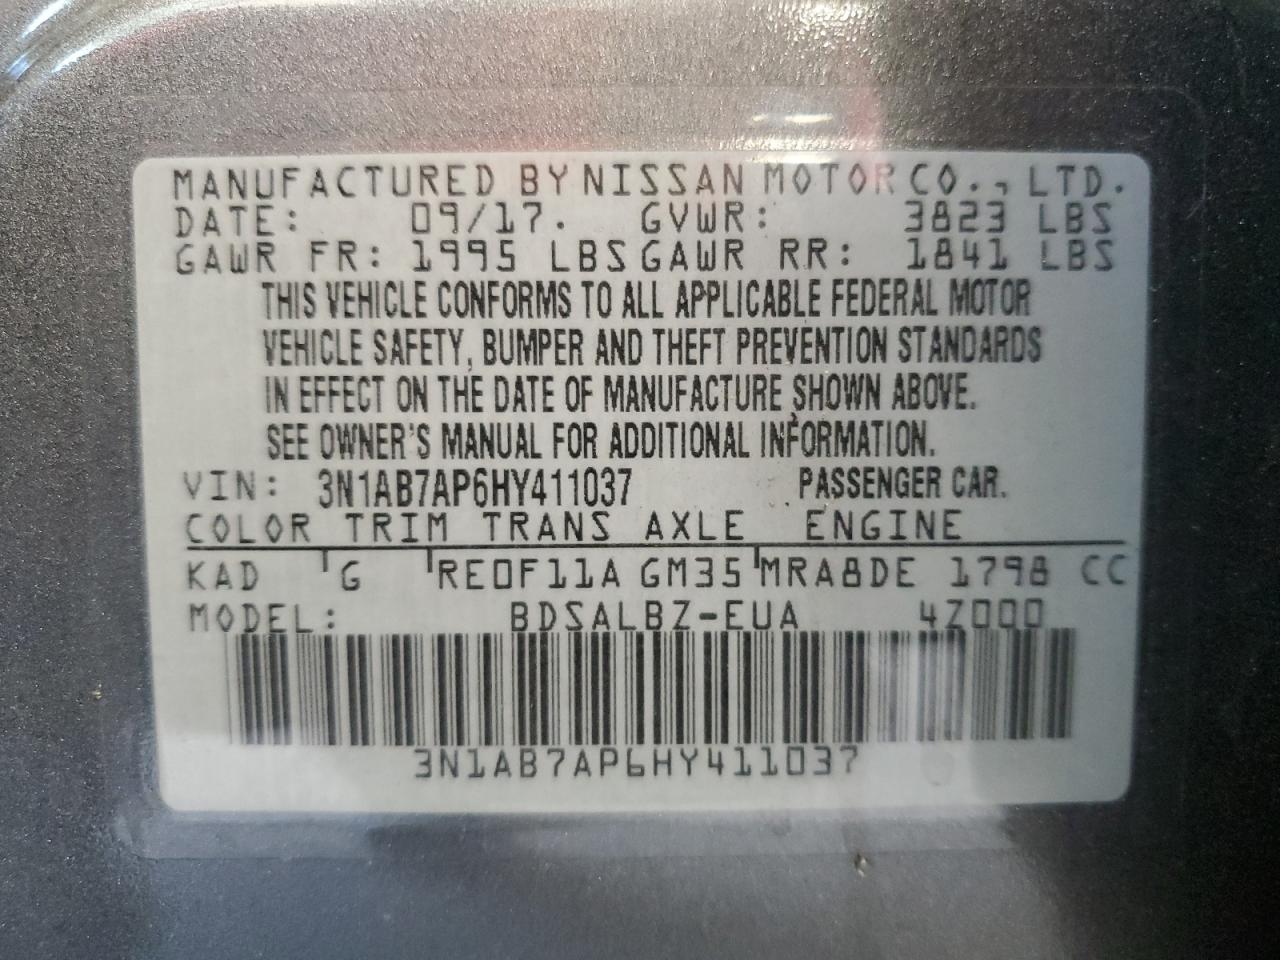 MANUFACTURED BY NISSAN MOTOR CO., LTD.
DATE: 09/17. GVWR: 3823 LBS
GAWR FR: 1995 LBS GAWR RR: 1841 LBS
THIS VEHICLE CONFORMS TO ALL APPLICABLE FEDERAL MOTOR
VEHICLE SAFETY, BUMPER AND THEFT PREVENTION STANDARDS
IN EFFECT ON THE DATE OF MANUFACTURE SHOWN ABOVE.
SEE OWNER'S MANUAL FOR ADDITIONAL INFORMATION.
VIN: 3N1AB7AP6HY411037 PASSENGER CAR.
COLOR TRIM TRANS AXLE ENGINE
KAD G RE0F11A GM35 MRA8DE 1798 CC
MODEL: BDSALBZ-EUA 4Z000
3N1AB7AP6HY411037